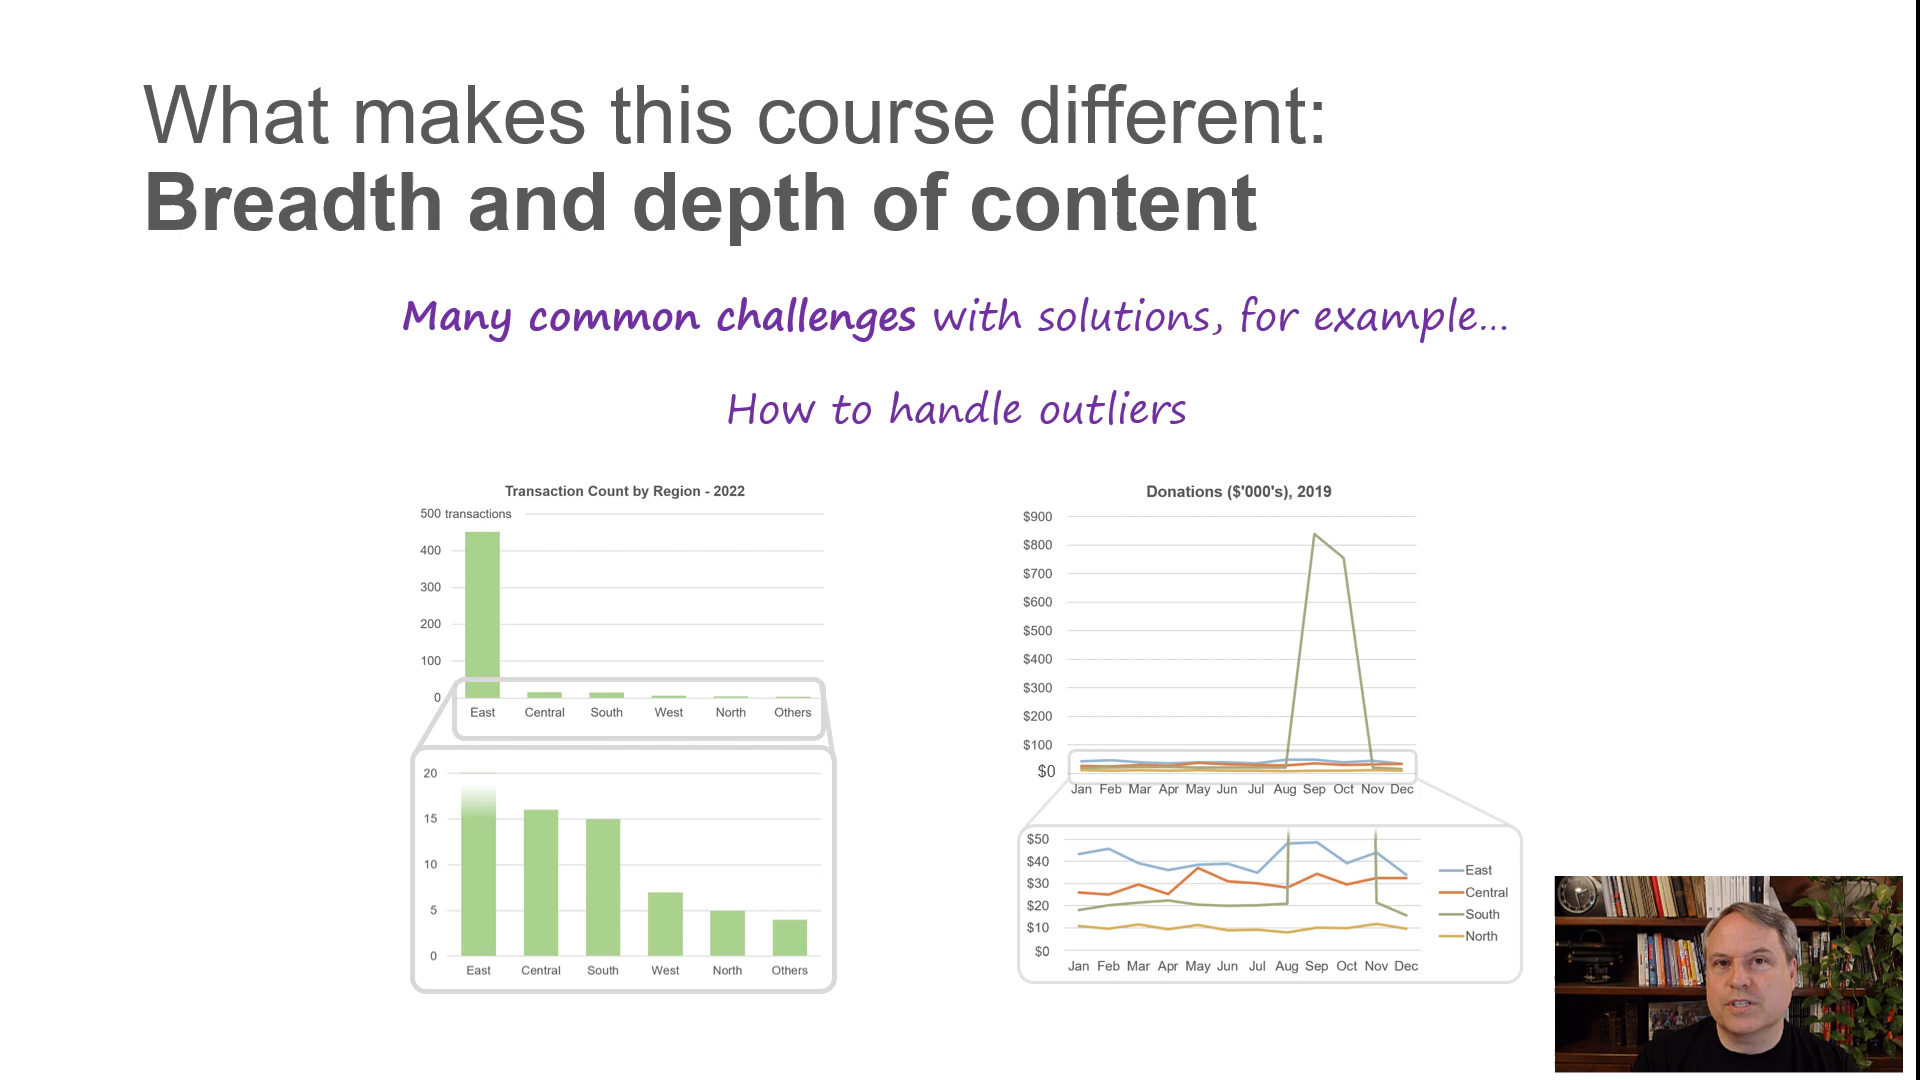 What makes this course different:
Breadth and depth of content
Many common challenges with solutions, for example...
How to handle outliers
Transaction Count by Region - 2022
500 transactions
400
300
200
100
0
East Central South West North Others
20
15
10
5
0
East Central South West North Others
Donations ($'000's), 2019
$900
$800
$700
$600
$500
$400
$300
$200
$100
$0
Jan Feb Mar Apr May Jun Jul Aug Sep Oct Nov Dec
$50
$40
$30
$20
$10
$0
Jan Feb Mar Apr May Jun Jul Aug Sep Oct Nov Dec
East
Central
South
North